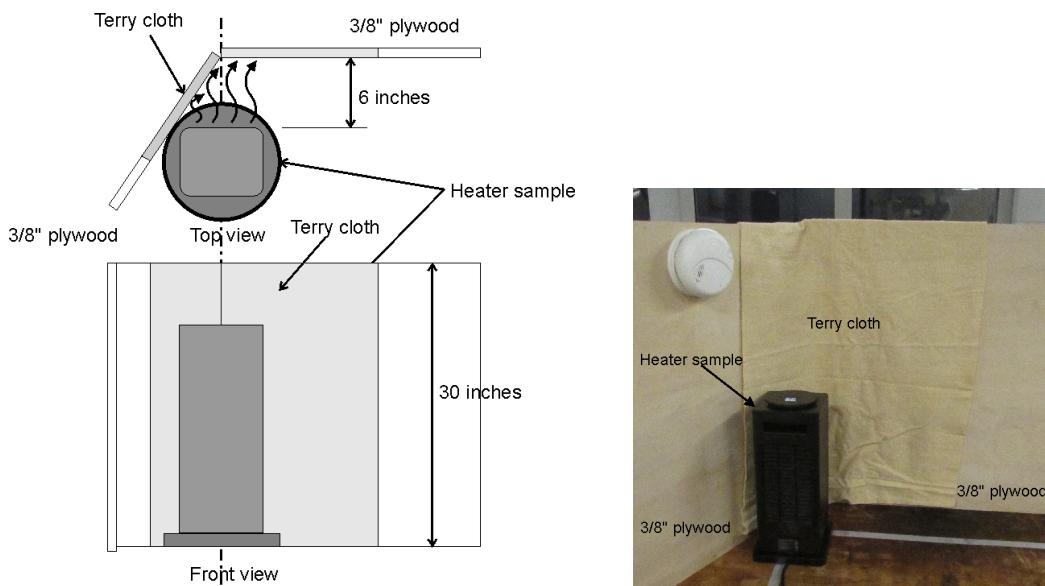 Terry cloth
3/8" plywood
6 inches
Heater sample
3/8" plywood
Top view
Terry cloth
30 inches
Front view
Terry cloth
Heater sample
3/8" plywood
3/8" plywood